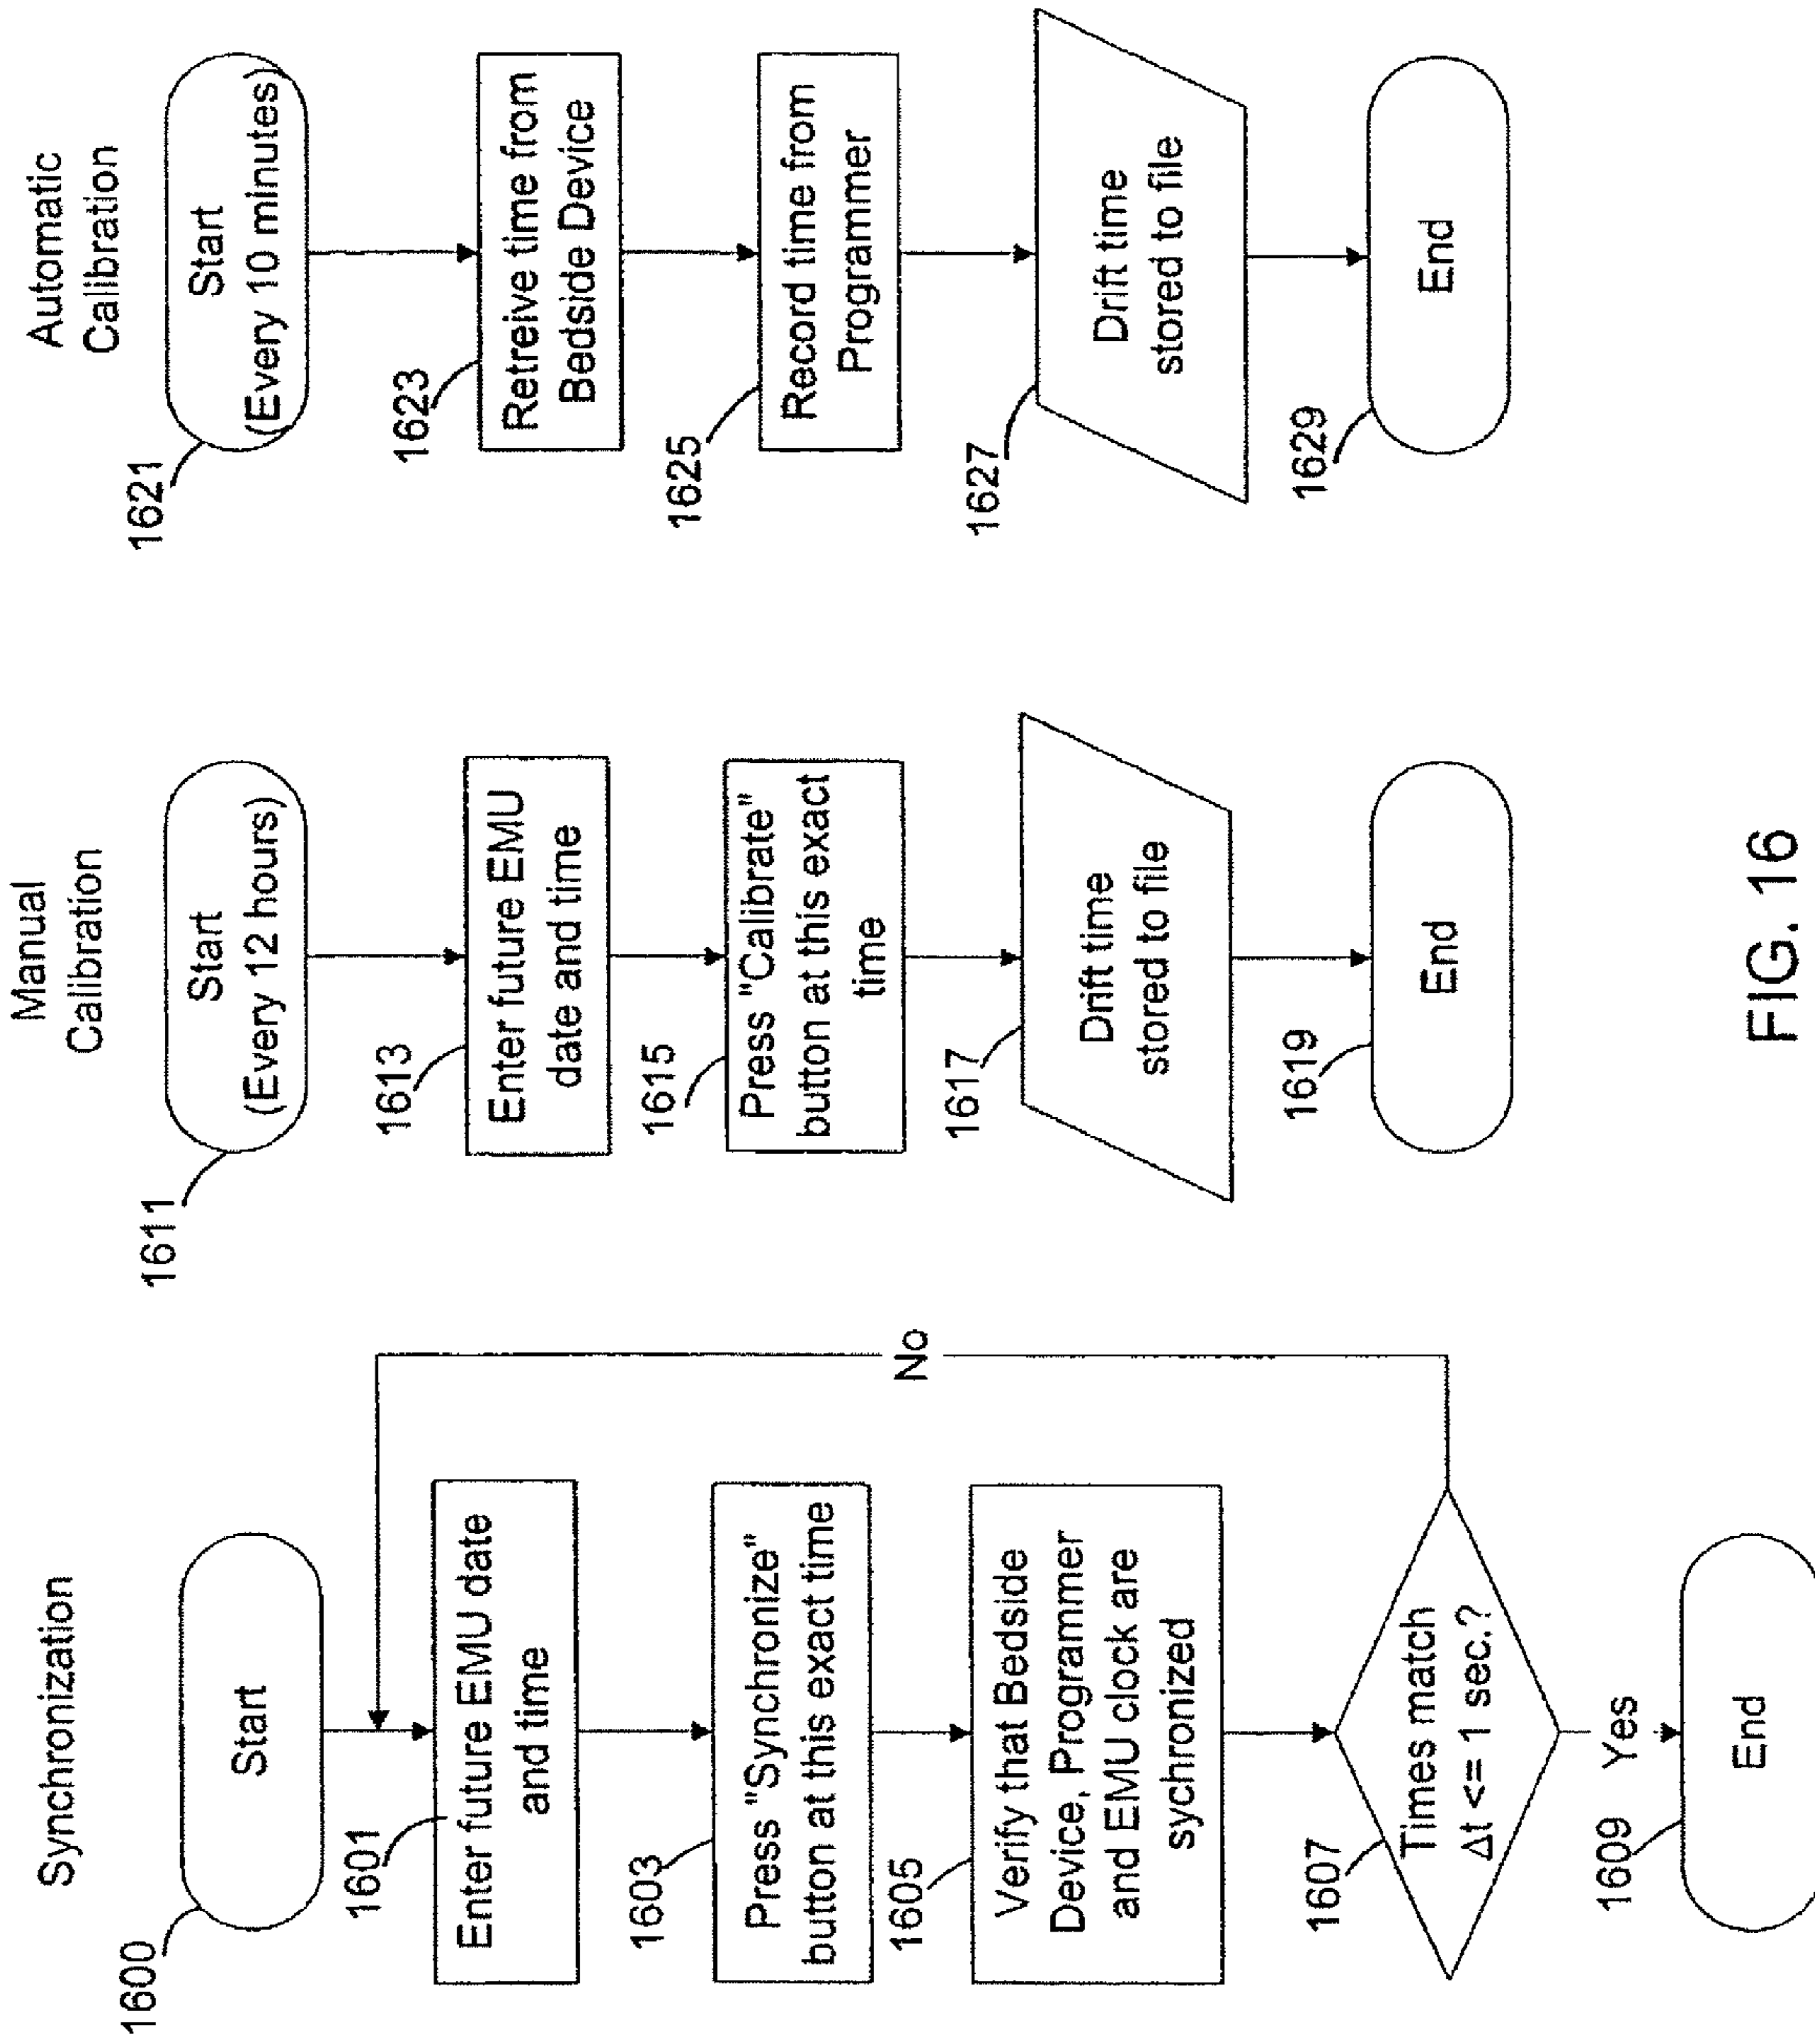 Synchronization
1600
Start
1601
Enter future EMU date
and time
1603
Press "Synchronize"
button at this exact time
1605
Verify that Bedside
Device, Programmer
and EMU clock are
sychronized
1607
Times match
Δt <= 1 sec.?
No
Yes
1609
End
Manual
Calibration
1611
Start
(Every 12 hours)
1613
Enter future EMU
date and time
1615
Press "Calibrate"
button at this exact
time
1617
Drift time
stored to file
1619
End
Automatic
Calibration
1621
Start
(Every 10 minutes)
1623
Retreive time from
Bedside Device
1625
Record time from
Programmer
1627
Drift time
stored to file
1629
End
FIG. 16